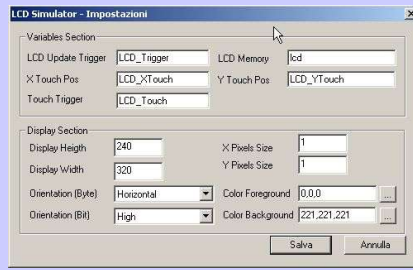 LCD Simulator - Impostazioni
Variables Section
LCD Update Trigger LCD_Trigger LCD Memory lcd
X Touch Pos LCD_XTouch Y Touch Pos LCD_YTouch
Touch Trigger LCD_Touch
Display Section
Display Heigth 240 X Pixels Size 1
Display Width 320 Y Pixels Size 1
Orientation (Byte) Horizontal Color Foreground 0,0,0 ...
Orientation (Bit) High Color Background 221,221,221 ...
Salva Annulla